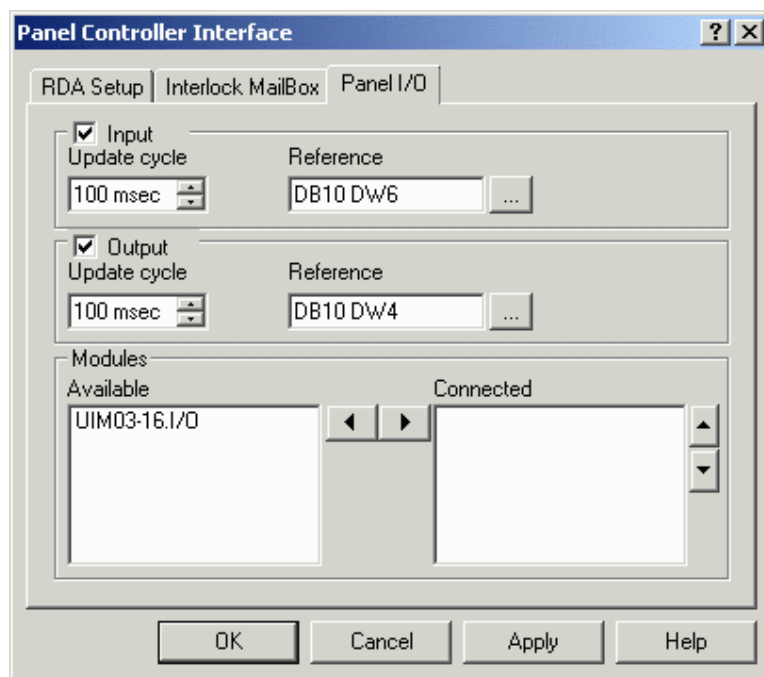 Panel Controller Interface
RDA Setup Interlock MailBox Panel I/O
Input
Update cycle Reference
100 msec DB10 DW6 ...
Output
Update cycle Reference
100 msec DB10 DW4 ...
Modules
Available Connected
UIM03-16.I/O
OK Cancel Apply Help